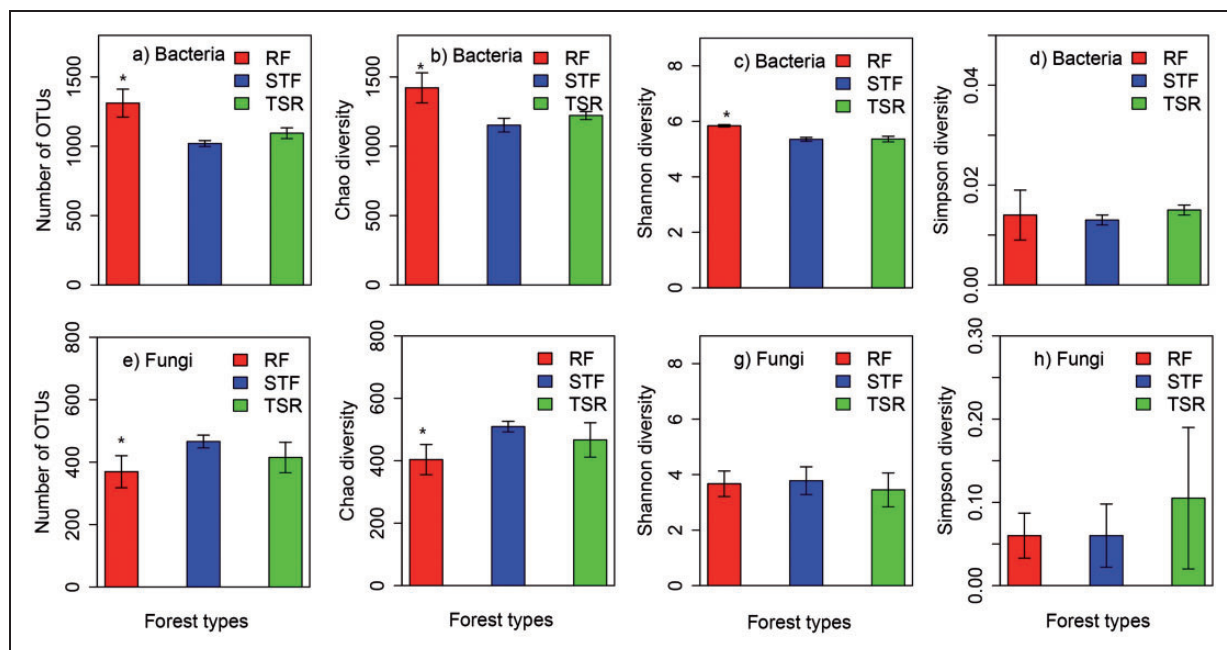 a) Bacteria
RF
*
STF
TSR
Number of OTUs
0
500
1000
1500
b) Bacteria
RF
*
STF
TSR
Chao diversity
0
500
1000
1500
c) Bacteria
RF
STF
TSR
*
Shannon diversity
0
2
4
6
8
d) Bacteria
RF
STF
TSR
Simpson diversity
0.00
0.02
0.04
e) Fungi
RF
STF
TSR
*
Number of OTUs
0
200
400
600
800
Forest types
RF
STF
TSR
*
Chao diversity
0
200
400
600
800
Forest types
g) Fungi
RF
STF
TSR
Shannon diversity
0
2
4
6
8
Forest types
h) Fungi
RF
STF
TSR
Simpson diversity
0.00
0.10
0.20
0.30
Forest types